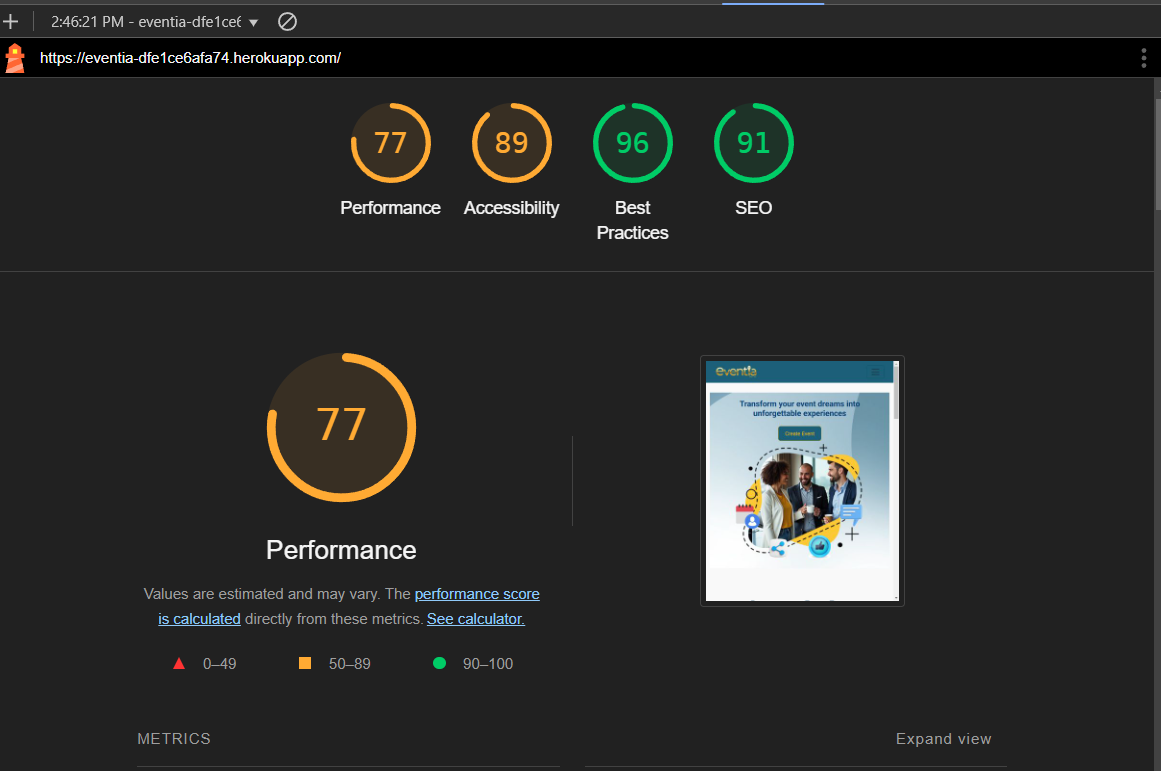 2:46:21 PM - eventia-dfe1ce6
https://eventia-dfe1ce6afa74.herokuapp.com/
77
89
96
91
Performance
Accessibility
Best
Practices
SEO
77
Performance
Values are estimated and may vary. The performance score
is calculated directly from these metrics. See calculator.
0–49
50–89
90–100
eventia
Transform your event dreams into
unforgettable experiences
Create Event
METRICS
Expand view